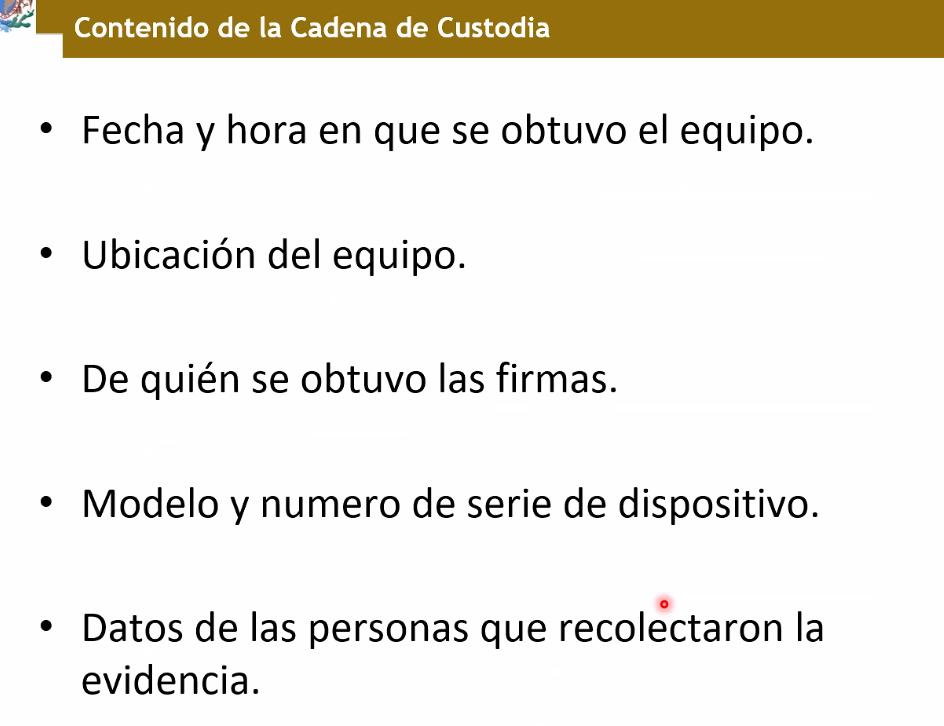 Contenido de la Cadena de Custodia
• Fecha y hora en que se obtuvo el equipo.
• Ubicación del equipo.
• De quién se obtuvo las firmas.
• Modelo y numero de serie de dispositivo.
• Datos de las personas que recolectaron la
evidencia.